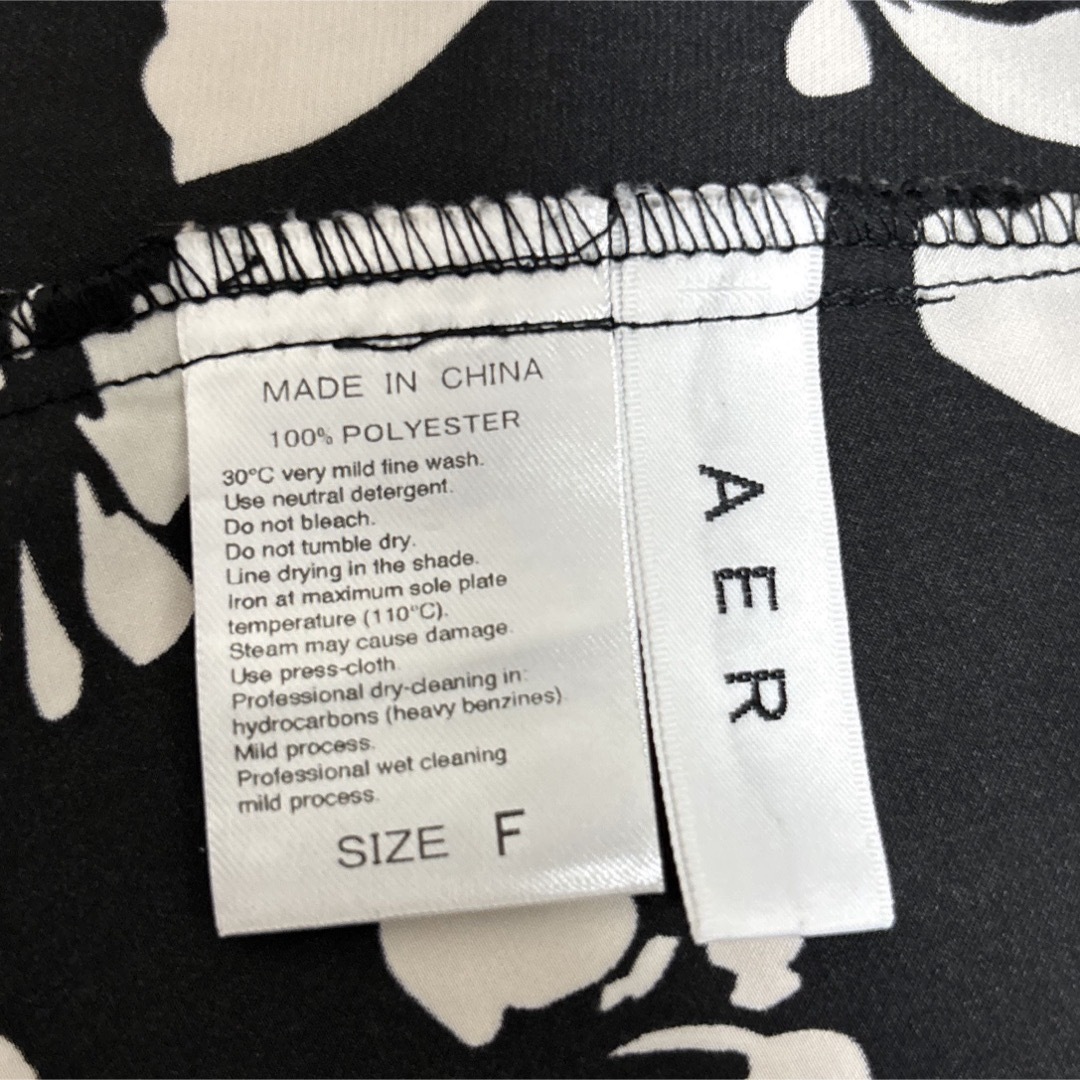 MADE IN CHINA
100% POLYESTER
30°C very mild fine wash.
Use neutral detergent.
Do not bleach.
Do not tumble dry.
Line drying in the shade.
Iron at maximum sole plate
temperature (110°C).
Steam may cause damage.
Use press-cloth
Professional dry-cleaning in:
hydrocarbons (heavy benzines).
Mild process.
Professional wet cleaning
mild process.
SIZE F
AER